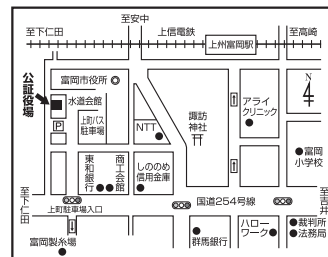 至安中
至下仁田
上信電鉄
至高崎
上州富岡駅
公証役場
富岡市役所
水道会館
P
上町バス
駐車場
NTT
諏訪
神社
アライ
クリニック
N
4
富岡
小学校
東和
銀行
商工
会館
しののめ
信用金庫
至下仁田
上町駐車場入口
国道254号線
至吉井
富岡製糸場
群馬銀行
ハロー
ワーク
裁判所
法務局